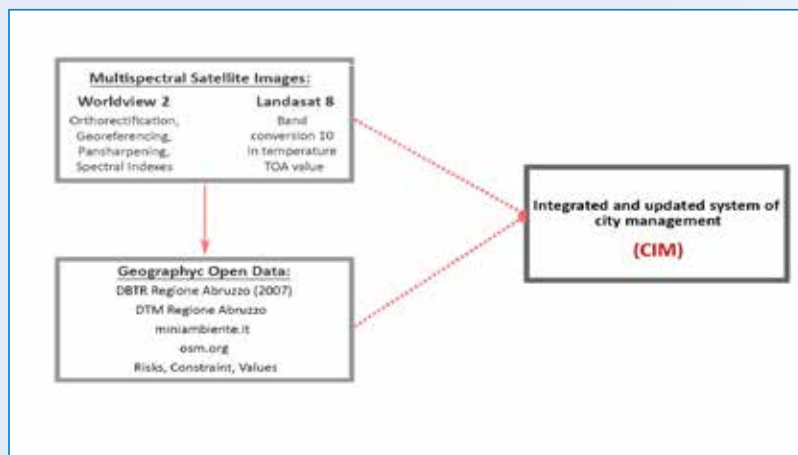 Multispectral Satellite Images:
Worldview 2
Orthorectification,
Georeferencing,
Pansharpening,
Spectral Indexes
Landasat 8
Band
conversion 10
in temperature
TOA value
Geographyc Open Data:
DBTR Regione Abruzzo (2007)
DTM Regione Abruzzo
miniambiente.it
osm.org
Risks, Constraint, Values
Integrated and updated system of
city management
(CIM)